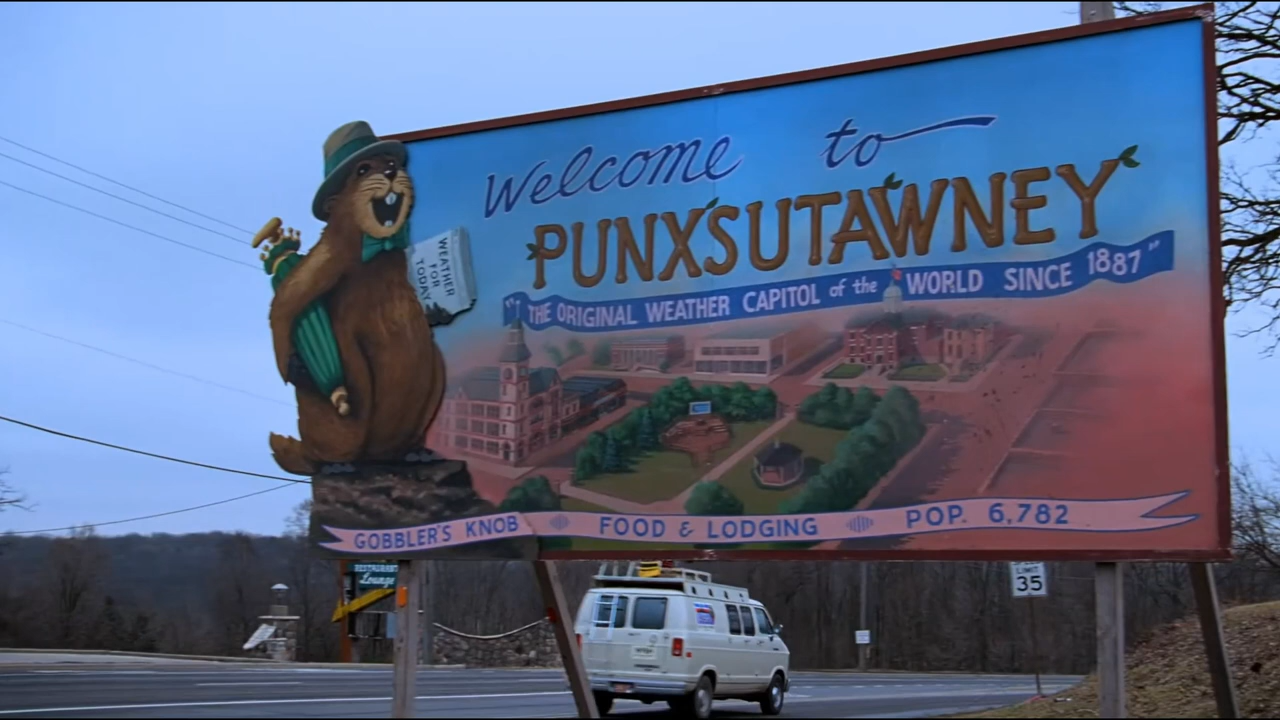 Welcome to
PUNXSUTAWNEY
"THE ORIGINAL WEATHER CAPITOL of the WORLD SINCE 1887"
WEATHER
FOR
TODAY
GOBBLER'S KNOB FOOD & LODGING POP. 6,782
RESTAURANT
Lounge
LIMIT
35